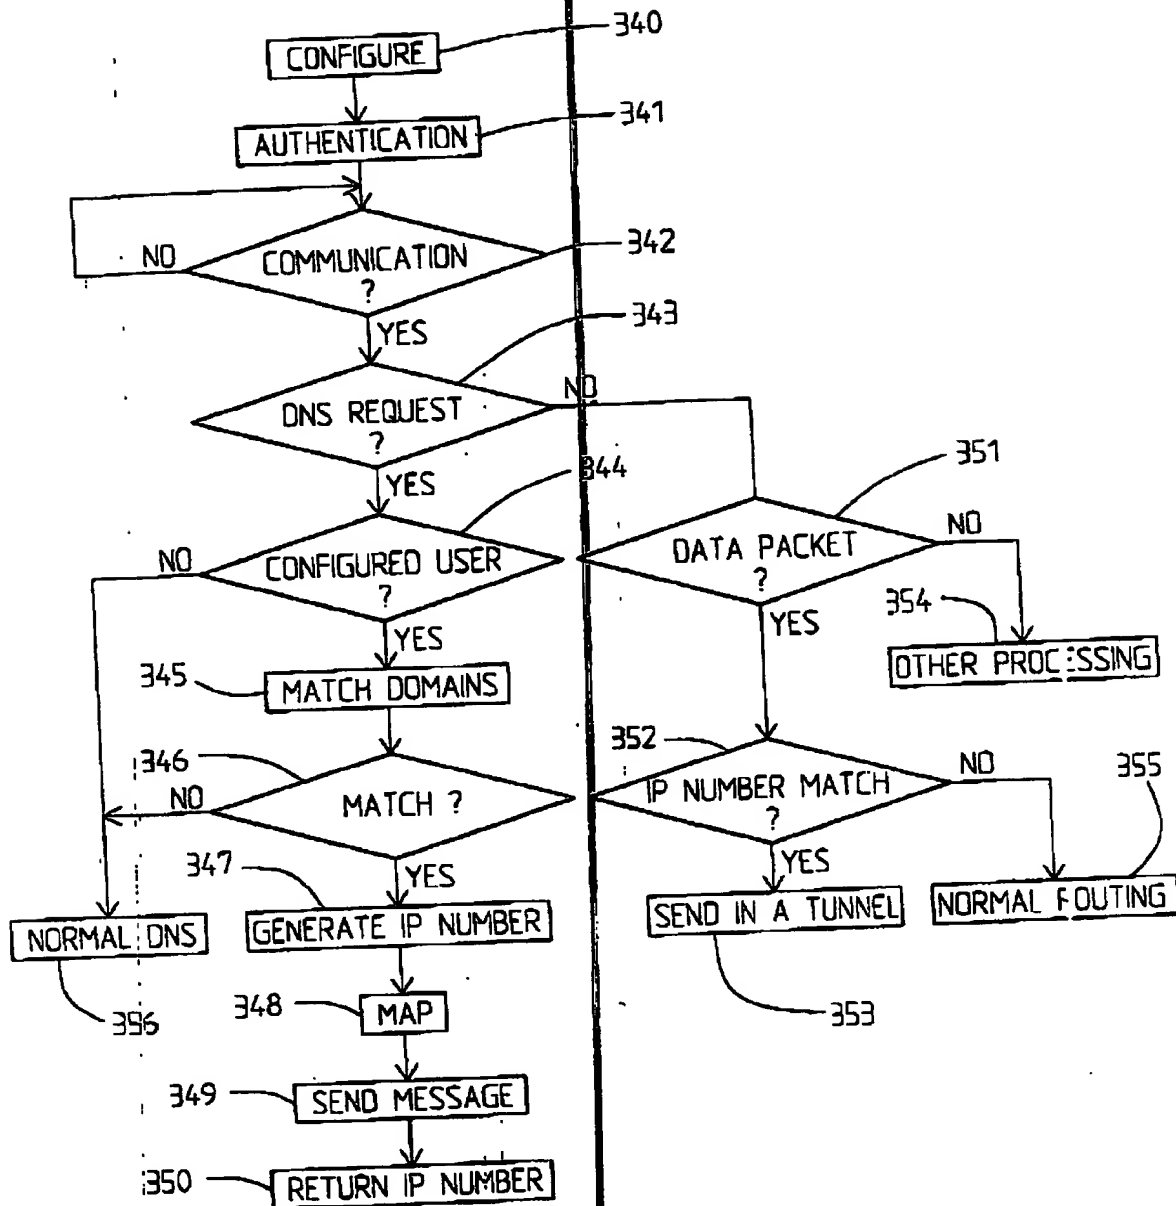 340
CONFIGURE
341
AUTHENTICATION
342
NO
COMMUNICATION
?
343
YES
NO
DNS REQUEST
?
344
YES
351
NO
CONFIGURED USER
?
DATA PACKET
?
NO
354
YES
YES
OTHER PROCESSING
345
MATCH DOMAINS
352
346
NO
MATCH ?
IP NUMBER MATCH
?
NO
355
347
YES
YES
NORMAL DNS
GENERATE IP NUMBER
SEND IN A TUNNEL
NORMAL ROUTING
356
348
MAP
353
349
SEND MESSAGE
350
RETURN IP NUMBER